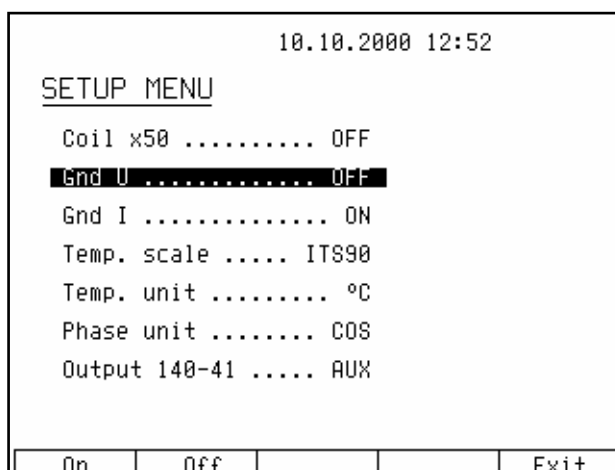 10.10.2000 12:52
SETUP MENU
Coil x50 .......... OFF
Gnd U .............. OFF
Gnd I .............. ON
Temp. scale ..... ITS90
Temp. unit ......... ºC
Phase unit ........ COS
Output 140-41 ..... AUX
On Off Exit